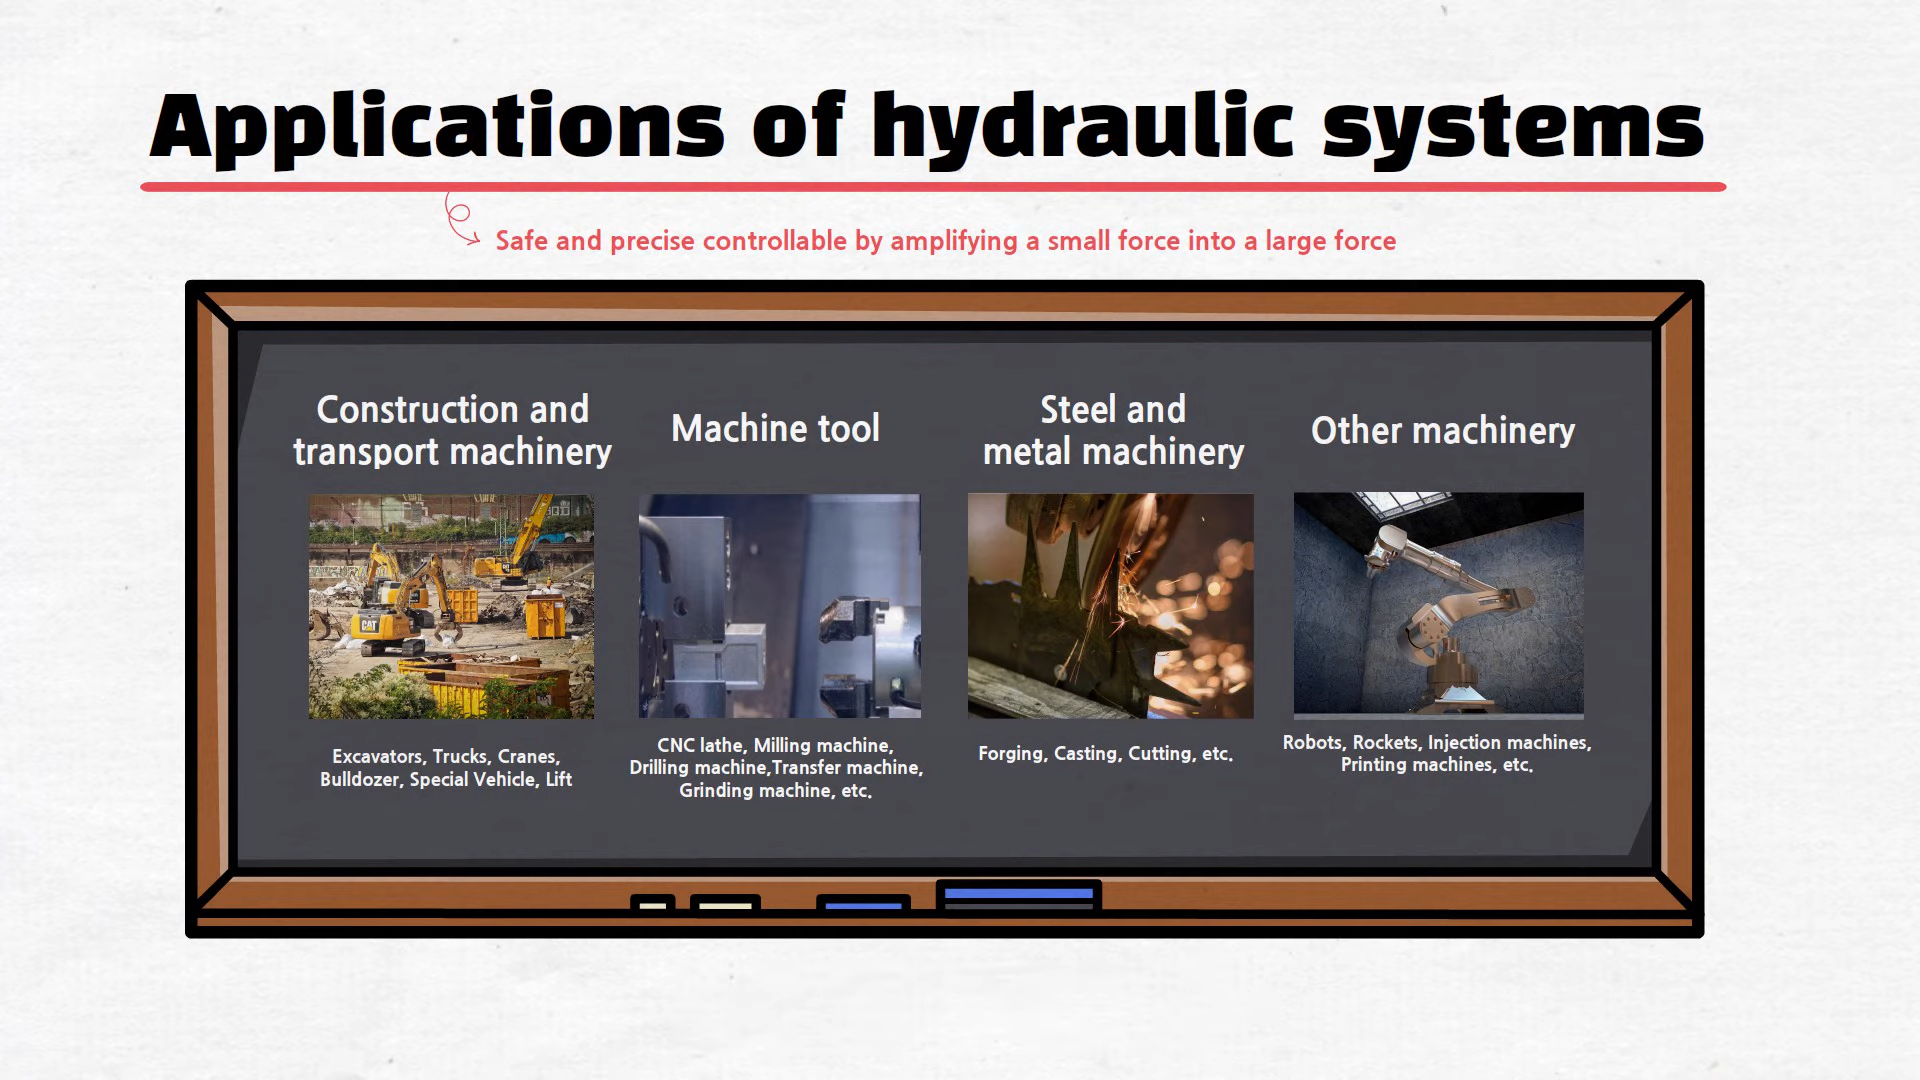 Applications of hydraulic systems
Safe and precise controllable by amplifying a small force into a large force
Construction and
transport machinery
Machine tool
Steel and
metal machinery
Other machinery
CAT
Excavators, Trucks, Cranes,
Bulldozer, Special Vehicle, Lift
CNC lathe, Milling machine,
Drilling machine,Transfer machine,
Grinding machine, etc.
Forging, Casting, Cutting, etc.
Robots, Rockets, Injection machines,
Printing machines, etc.